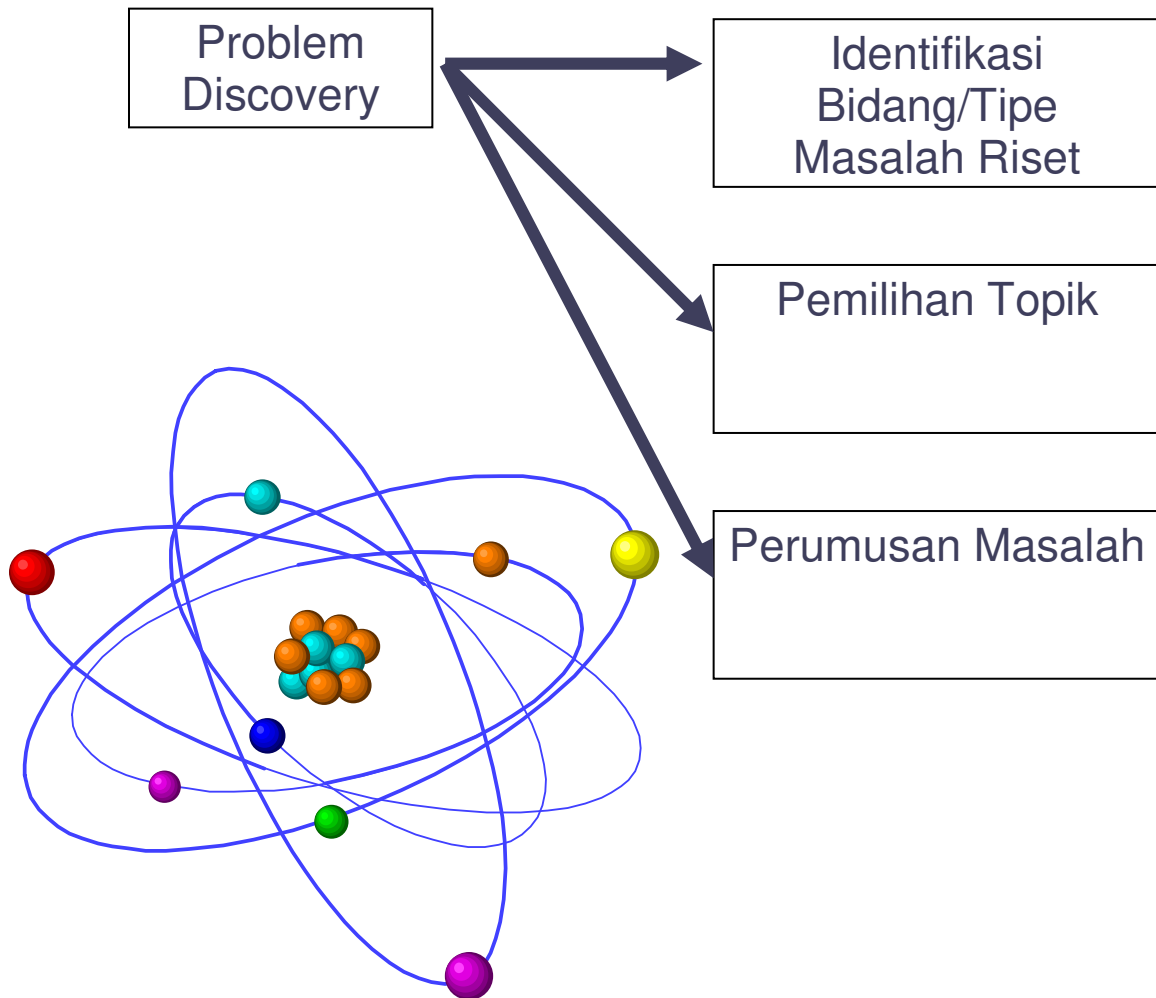 Problem
Discovery
Identifikasi
Bidang/Tipe
Masalah Riset
Pemilihan Topik
Perumusan Masalah